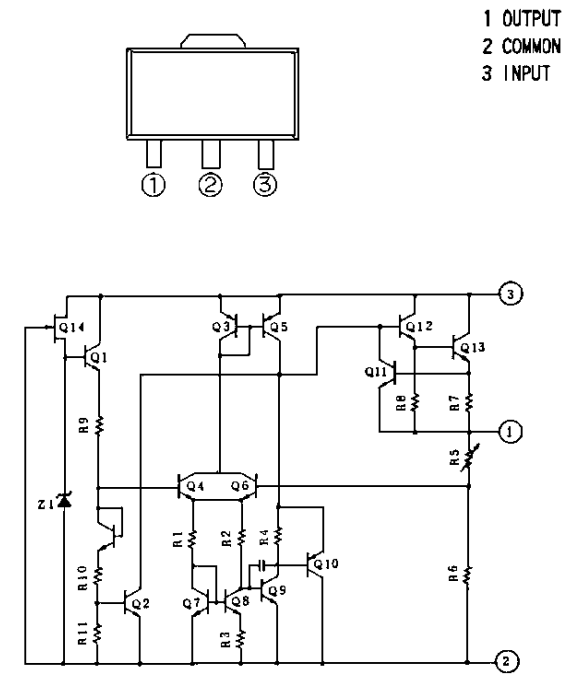 1 OUTPUT
2 COMMON
3 INPUT
1 2 3
3
Q14
Q3 Q5
Q12
Q13
Q1
Q11
R9
R8
R7
1
R5
Q4 Q6
Z1
R1
R2
R4
Q10
R10
R6
Q2
Q7 Q8 Q9
R11
R3
2